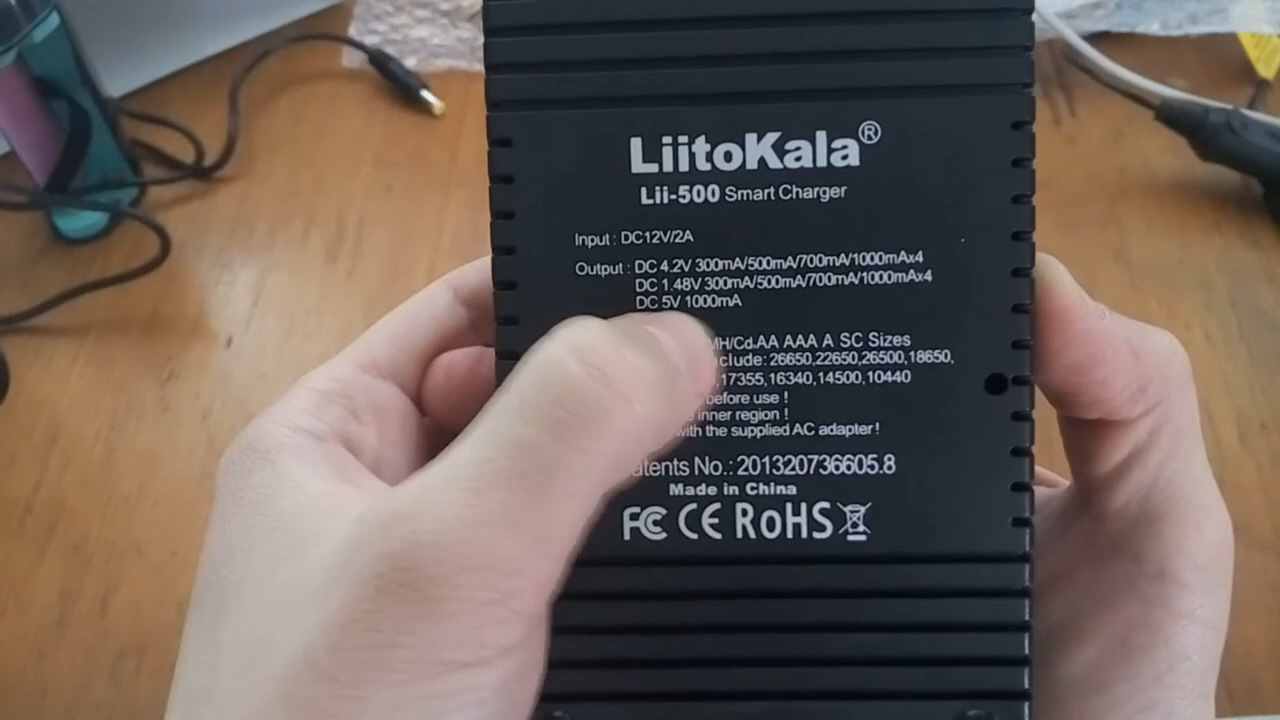 LiitoKala®
Lii-500 Smart Charger
Input : DC12V/2A
Output : DC 4.2V 300mA/500mA/700mA/1000mAx4
DC 1.48V 300mA/500mA/700mA/1000mAx4
DC 5V 1000mA
MH/Cd.AA AAA A SC Sizes
clude: 26650,22650,26500,18650,
,17355,16340,14500,10440
before use !
inner region !
with the supplied AC adapter!
atents No.: 201320736605.8
Made in China
FC CE RoHS